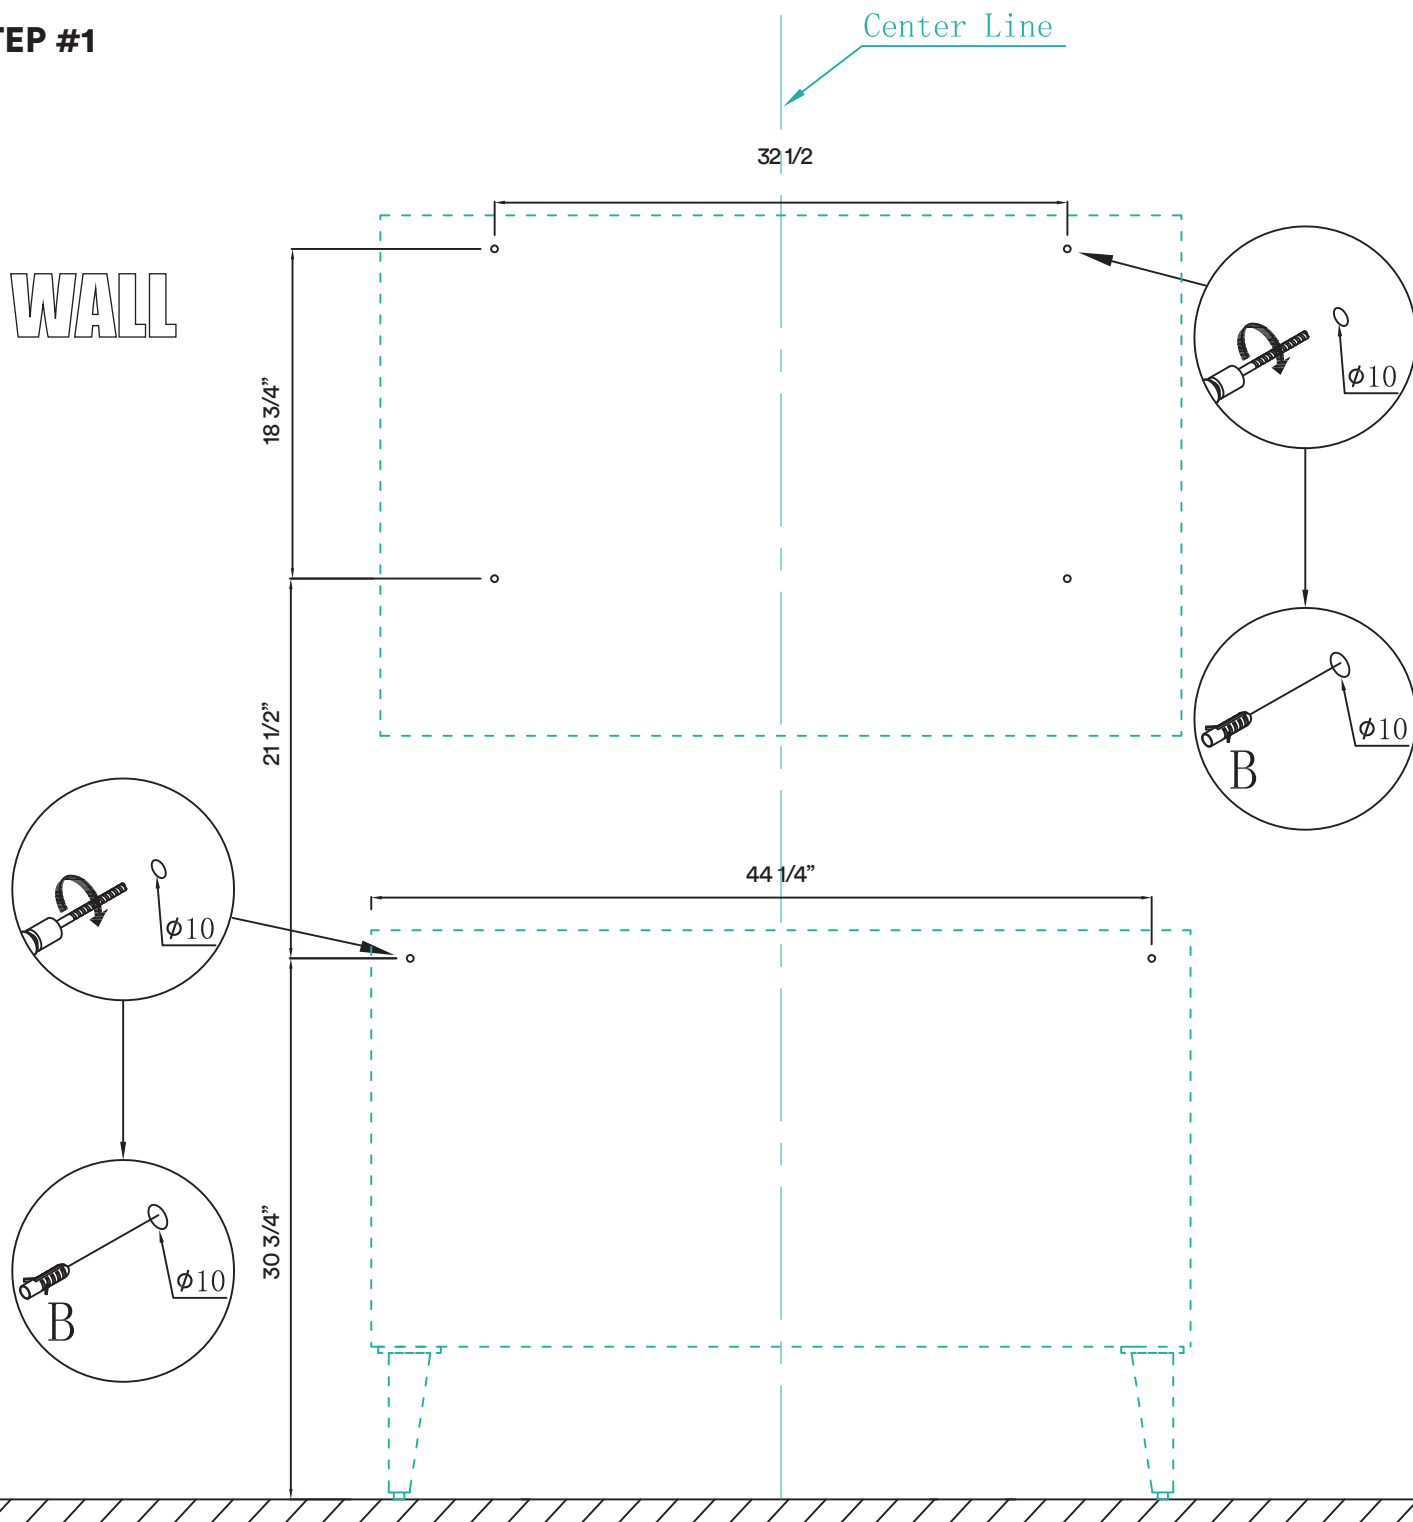 TEP #1
Center Line
32 1/2
WALL
18 3/4”
ϕ10
21 1/2”
ϕ10
B
44 1/4”
ϕ10
30 3/4”
ϕ10
B